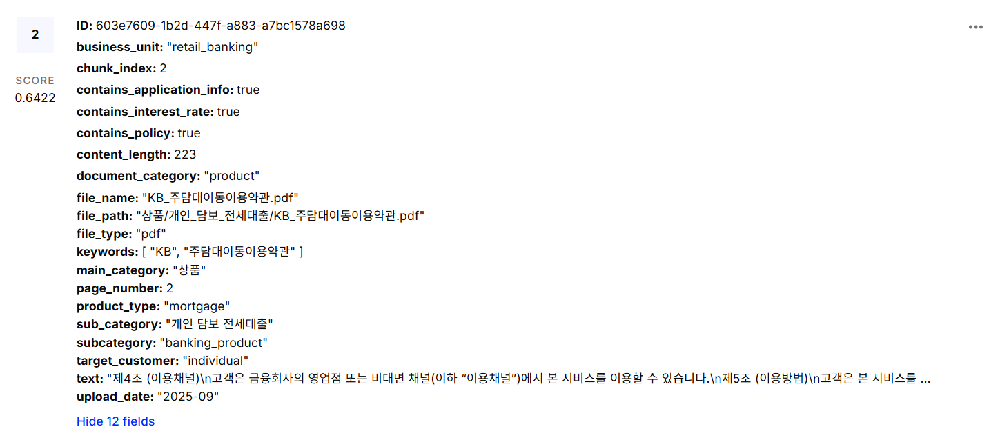 2
SCORE
0.6422
ID: 603e7609-1b2d-447f-a883-a7bc1578a698
business_unit: "retail_banking"
chunk_index: 2
contains_application_info: true
contains_interest_rate: true
contains_policy: true
content_length: 223
document_category: "product"
file_name: "KB_주담대이동이용약관.pdf"
file_path: "상품/개인_담보_전세대출/KB_주담대이동이용약관.pdf"
file_type: "pdf"
keywords: [ "KB", "주담대이동이용약관" ]
main_category: "상품"
page_number: 2
product_type: "mortgage"
sub_category: "개인 담보 전세대출"
subcategory: "banking_product"
target_customer: "individual"
text: "제4조 (이용채널)\n고객은 금융회사의 영업점 또는 비대면 채널(이하 “이용채널”)에서 본 서비스를 이용할 수 있습니다.\n제5조 (이용방법)\n고객은 본 서비스를 ...
upload_date: "2025-09"
Hide 12 fields